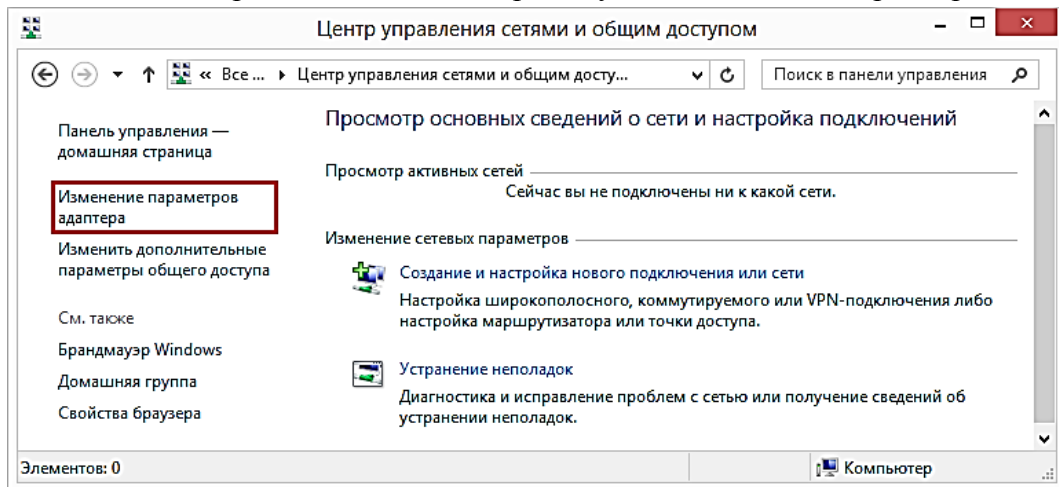 Центр управления сетями и общим доступом
« Все ... ▸ Центр управления сетями и общим досту...
Поиск в панели управления
Панель управления —
домашняя страница
Изменение параметров
адаптера
Изменить дополнительные
параметры общего доступа
См. также
Брандмауэр Windows
Домашняя группа
Свойства браузера
Просмотр основных сведений о сети и настройка подключений
Просмотр активных сетей
Сейчас вы не подключены ни к какой сети.
Изменение сетевых параметров
Создание и настройка нового подключения или сети
Настройка широкополосного, коммутируемого или VPN-подключения либо
настройка маршрутизатора или точки доступа.
Устранение неполадок
Диагностика и исправление проблем с сетью или получение сведений об
устранении неполадок.
Элементов: 0
Компьютер